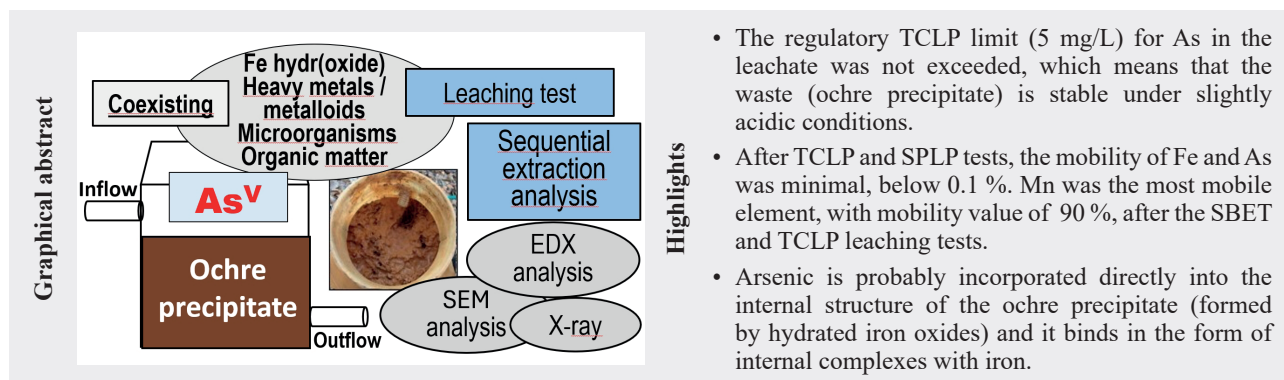 Graphical abstract
Coexisting
Fe hydr(oxide)
Heavy metals /
metalloids
Microorganisms
Organic matter
Leaching test
Sequential
extraction
analysis
Inflow
AsV
Ochre
precipitate
Outflow
EDX
analysis
SEM
analysis
X-ray
Highlights
• The regulatory TCLP limit (5 mg/L) for As in the
leachate was not exceeded, which means that the
waste (ochre precipitate) is stable under slightly
acidic conditions.
• After TCLP and SPLP tests, the mobility of Fe and As
was minimal, below 0.1 %. Mn was the most mobile
element, with mobility value of 90 %, after the SBET
and TCLP leaching tests.
• Arsenic is probably incorporated directly into the
internal structure of the ochre precipitate (formed
by hydrated iron oxides) and it binds in the form of
internal complexes with iron.